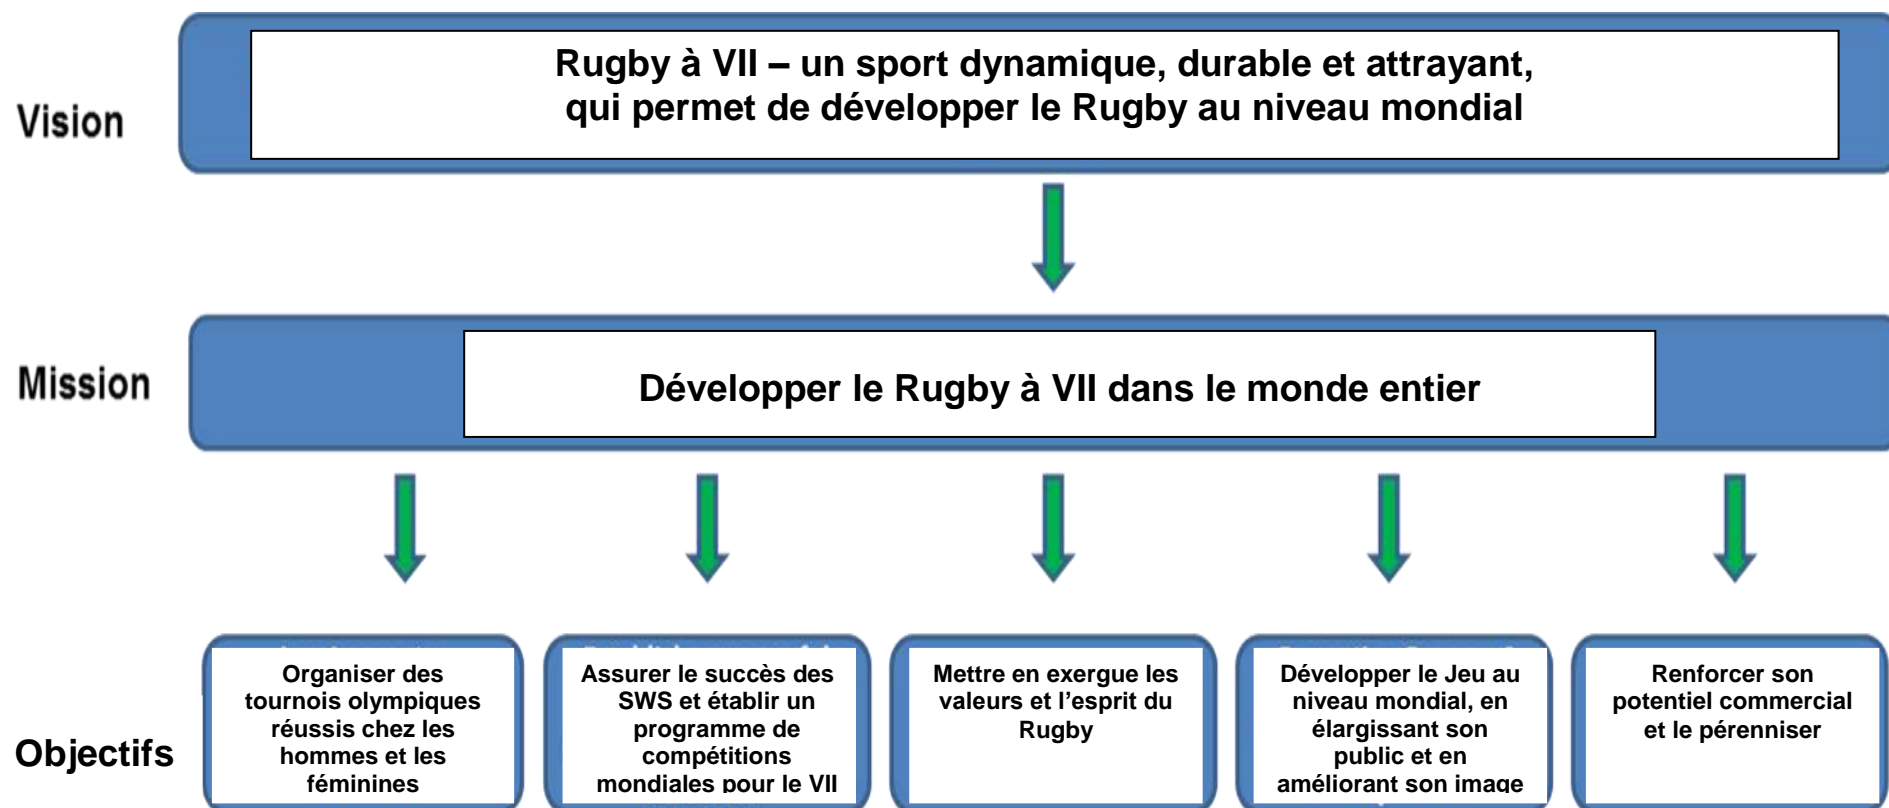 Vision
Rugby à VII – un sport dynamique, durable et attrayant,
qui permet de développer le Rugby au niveau mondial
Mission
Développer le Rugby à VII dans le monde entier
Objectifs
Organiser des
tournois olympiques
réussis chez les
hommes et les
féminines
Assurer le succès des
SWS et établir un
programme de
compétitions
mondiales pour le VII
Mettre en exergue les
valeurs et l’esprit du
Rugby
Développer le Jeu au
niveau mondial, en
élargissant son
public et en
améliorant son image
Renforcer son
potentiel commercial
et le pérenniser